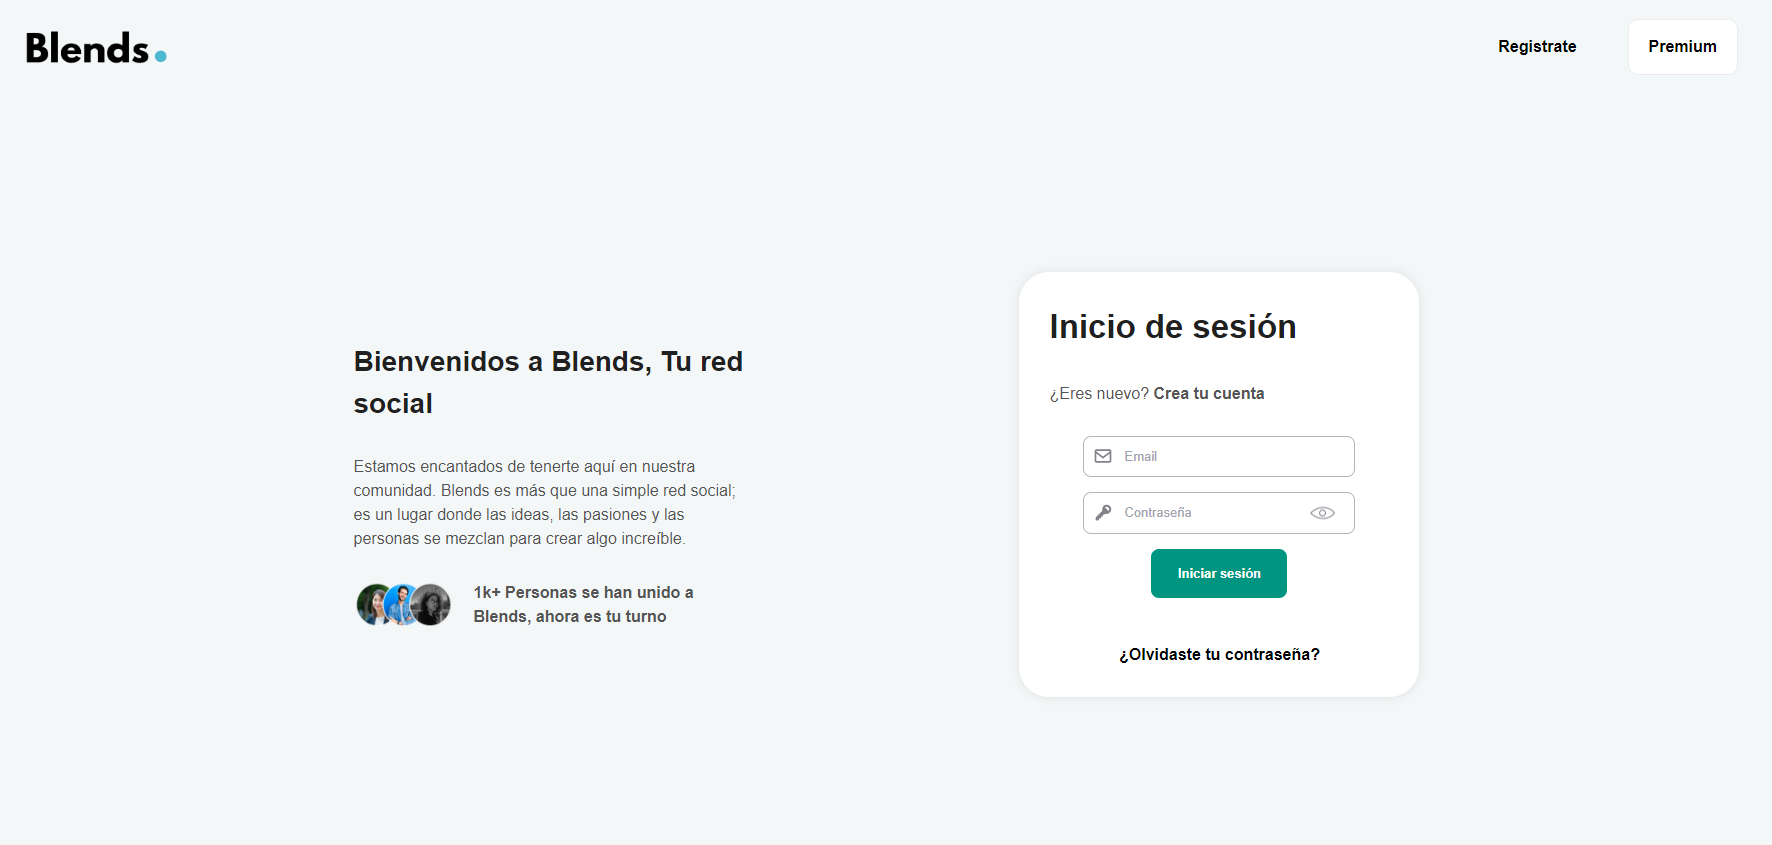 Blends
Registrate
Premium
Bienvenidos a Blends, Tu red
social
Estamos encantados de tenerte aquí en nuestra
comunidad. Blends es más que una simple red social;
es un lugar donde las ideas, las pasiones y las
personas se mezclan para crear algo increíble.
1k+ Personas se han unido a
Blends, ahora es tu turno
Inicio de sesión
¿Eres nuevo? Crea tu cuenta
Email
Contraseña
Iniciar sesión
¿Olvidaste tu contraseña?